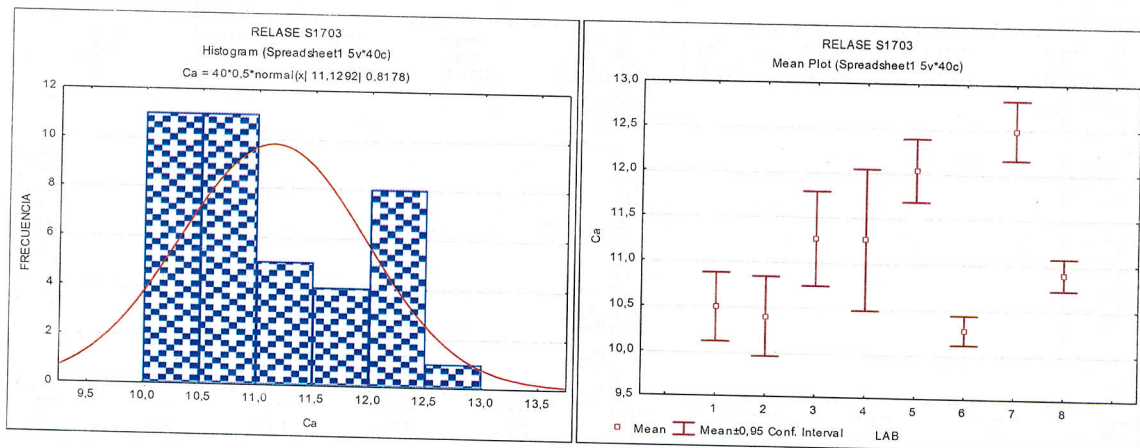 RELASE S1703
Histogram (Spreadsheet1 5v*40c)
Ca = 40*0,5*normal(x| 11,1292| 0,8178)
12
10
8
6
4
2
0
FRECUENCIA
9,5 10,0 10,5 11,0 11,5 12,0 12,5 13,0 13,5
Ca
RELASE S1703
Mean Plot (Spreadsheet1 5v*40c)
13,0
12,5
12,0
11,5
11,0
10,5
10,0
9,5
Ca
1 2 3 4 5 6 7 8
Mean Mean±0,95 Conf. Interval LAB